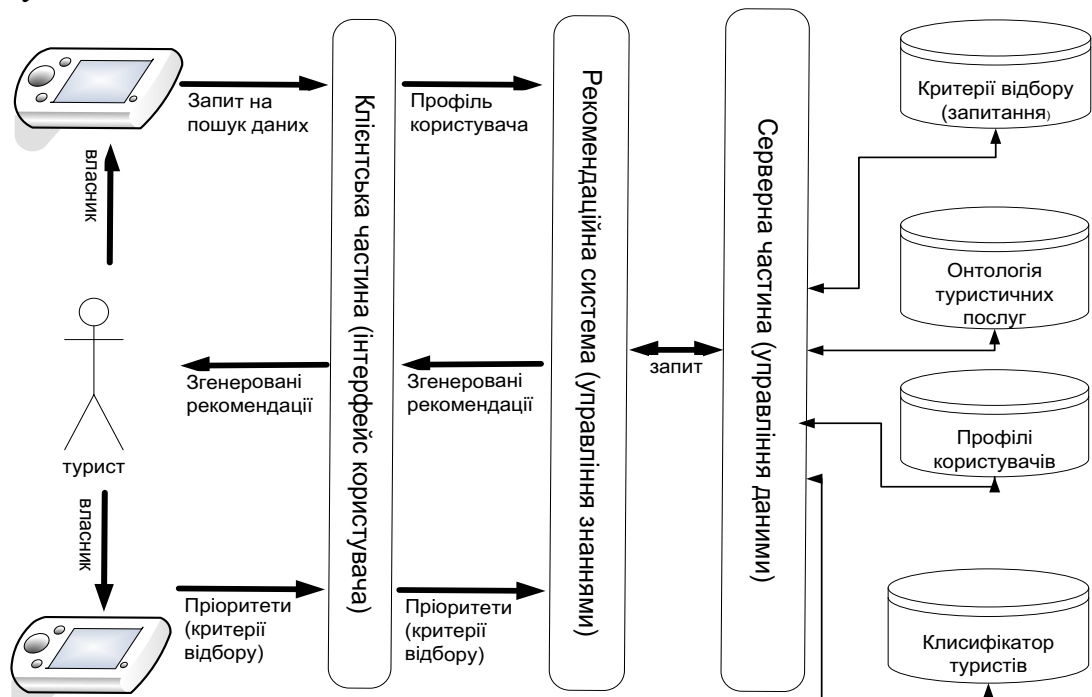 Запит на
пошук даних
Профіль
користувача
Критерії відбору
(запитання)
власник
Клієнтська частина (інтерфейс користувача)
Рекомендаційна система (управління знаннями)
Серверна частина (управління даними)
Онтологія
туристичних
послуг
Згенеровані
рекомендації
Згенеровані
рекомендації
запит
Профілі
користувачів
турист
власник
Пріоритети
(критерії
відбору)
Пріоритети
(критерії
відбору)
Клисифікатор
туристів